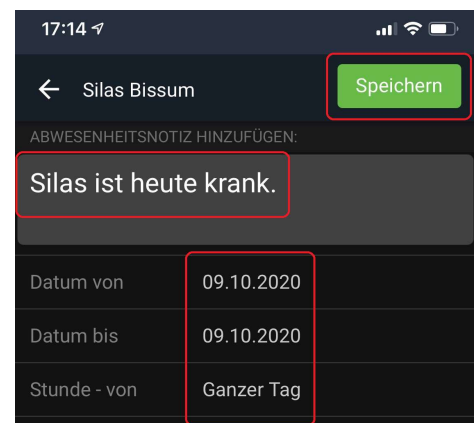 17:14
Silas Bissum
Speichern
ABWESENHEITSNOTIZ HINZUFÜGEN:
Silas ist heute krank.
Datum von 09.10.2020
Datum bis 09.10.2020
Stunde - von Ganzer Tag